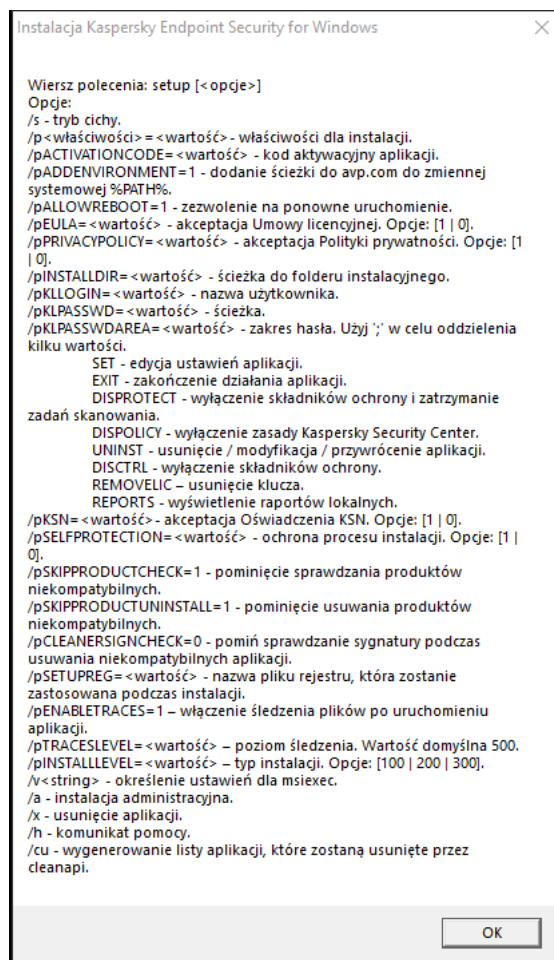 Instalacja Kaspersky Endpoint Security for Windows
Wiersz polecenia: setup [<opcje>]
Opcje:
/s - tryb cichy.
/p<właściwości>=<wartość>- właściwości dla instalacji.
/pACTIVATIONCODE=<wartość> - kod aktywacyjny aplikacji.
/pADDENVIRONMENT=1 - dodanie ścieżki do avp.com do zmiennej
systemowej %PATH%.
/pALLOWREBOOT=1 - zezwolenie na ponowne uruchomienie.
/pEULA=<wartość> - akceptacja Umowy licencyjnej. Opcje: [1 | 0].
/pPRIVACYPOLICY=<wartość> - akceptacja Polityki prywatności. Opcje: [1
| 0].
/pINSTALLDIR=<wartość> - ścieżka do folderu instalacyjnego.
/pKLLOGIN=<wartość> - nazwa użytkownika.
/pKLPASSWD=<wartość> - ścieżka.
/pKLPASSWDAREA=<wartość> - zakres hasła. Użyj ';' w celu oddzielenia
kilku wartości.
SET - edycja ustawień aplikacji.
EXIT - zakończenie działania aplikacji.
DISPROTECT - wyłączenie składników ochrony i zatrzymanie
zadań skanowania.
DISPOLICY - wyłączenie zasady Kaspersky Security Center.
UNINST - usunięcie / modyfikacja / przywrócenie aplikacji.
DISCTRL - wyłączenie składników ochrony.
REMOVELIC – usunięcie klucza.
REPORTS - wyświetlenie raportów lokalnych.
/pKSN=<wartość>- akceptacja Oświadczenia KSN. Opcje: [1 | 0].
/pSELFPROTECTION=<wartość> - ochrona procesu instalacji. Opcje: [1 |
0].
/pSKIPPRODUCTCHECK=1 - pominięcie sprawdzania produktów
niekompatybilnych.
/pSKIPPRODUCTUNINSTALL=1 - pominięcie usuwania produktów
niekompatybilnych.
/pCLEANERSIGNCHECK=0 - pomiń sprawdzanie sygnatury podczas
usuwania niekompatybilnych aplikacji.
/pSETUPREG=<wartość> - nazwa pliku rejestru, która zostanie
zastosowana podczas instalacji.
/pENABLETRACES=1 – włączenie śledzenia plików po uruchomieniu
aplikacji.
/pTRACESLEVEL=<wartość> – poziom śledzenia. Wartość domyślna 500.
/pINSTALLLEVEL=<wartość> – typ instalacji. Opcje: [100 | 200 | 300].
/v<string> - określenie ustawień dla msiexec.
/a - instalacja administracyjna.
/x - usunięcie aplikacji.
/h - komunikat pomocy.
/cu - wygenerowanie listy aplikacji, które zostaną usunięte przez
cleanapi.
OK